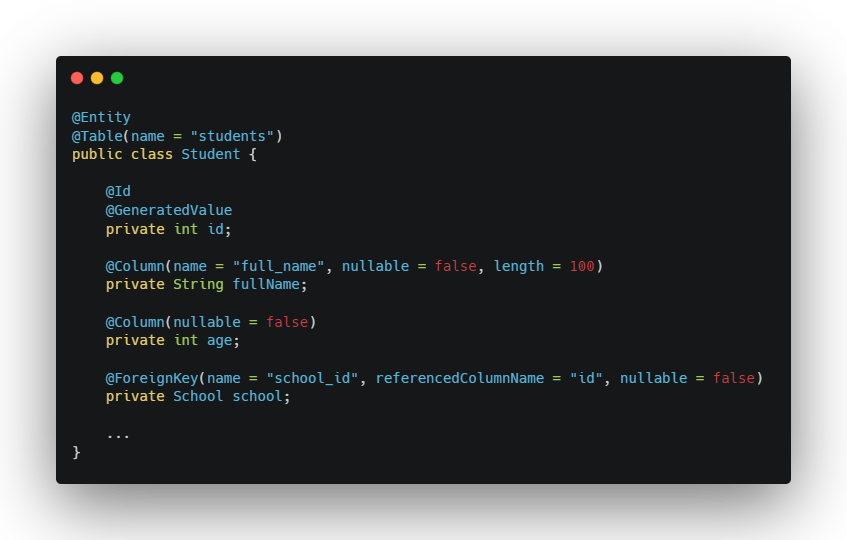 @Entity
@Table(name = "students")
public class Student {
@Id
@GeneratedValue
private int id;
@Column(name = "full_name", nullable = false, length = 100)
private String fullName;
@Column(nullable = false)
private int age;
@ForeignKey(name = "school_id", referencedColumnName = "id", nullable = false)
private School school;
...
}